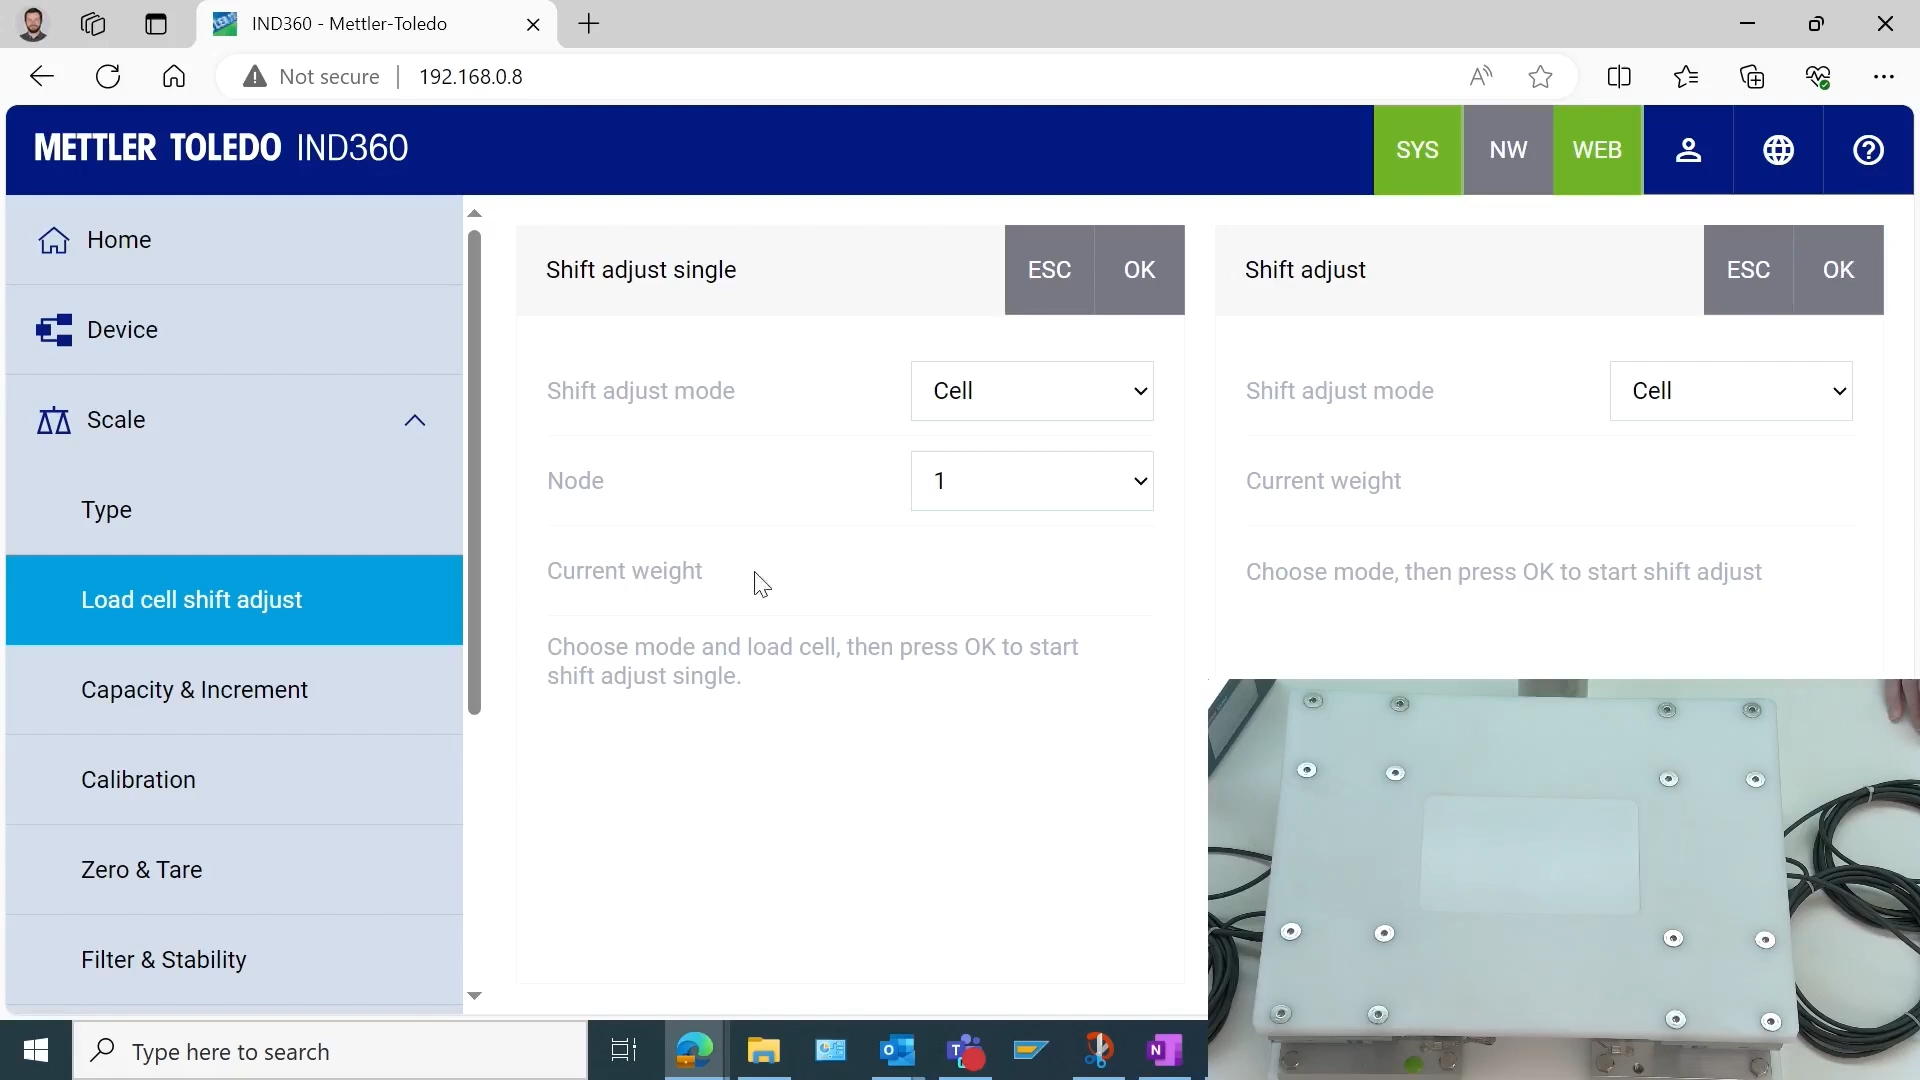 IND360 - Mettler-Toledo
Not secure
192.168.0.8
METTLER TOLEDO IND360
SYS
NW
WEB
Home
Device
Scale
Type
Load cell shift adjust
Capacity & Increment
Calibration
Zero & Tare
Filter & Stability
Shift adjust single
ESC
OK
Shift adjust mode
Cell
Node
1
Current weight
Choose mode and load cell, then press OK to start
shift adjust single.
Shift adjust
ESC
OK
Shift adjust mode
Cell
Current weight
Choose mode, then press OK to start shift adjust
Type here to search